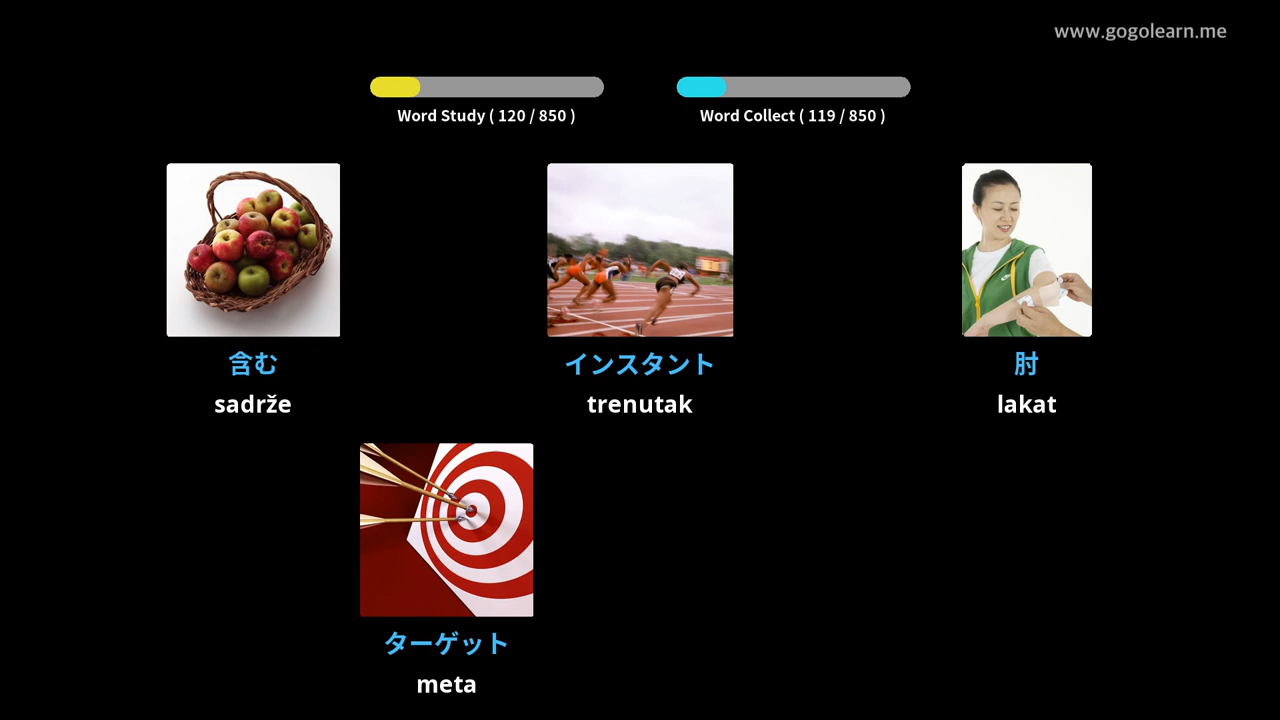 www.gogolearn.me
Word Study ( 120 / 850 )
Word Collect ( 119 / 850 )
含む
sadrže
インスタント
trenutak
肘
lakat
ターゲット
meta